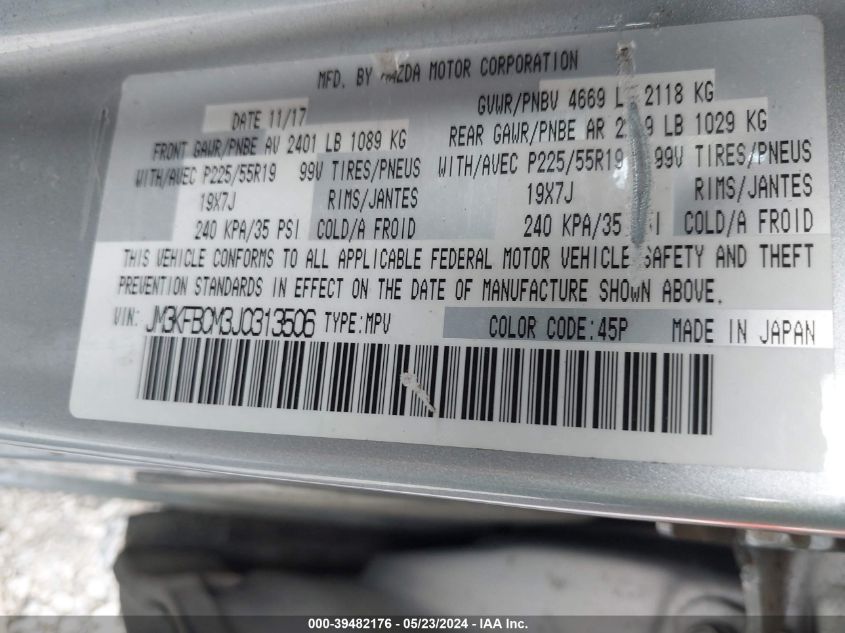 MFD. BY MAZDA MOTOR CORPORATION
DATE 11/17 GVWR/PNBV 4669 2118 KG
FRONT GAWR/PNBE AV 2401 LB 1089 KG REAR GAWR/PNBE AR LB 1029 KG
WITH/AVEC P225/55R19 99V TIRES/PNEUS WITH/AVEC P225/55R19 99V TIRES/PNEUS
19X7J RIMS/JANTES 19X7J RIMS/JANTES
240 KPA/35 PSI COLD/A FROID 240 KPA/35 PSI COLD/A FROID
THIS VEHICLE CONFORMS TO ALL APPLICABLE FEDERAL MOTOR VEHICLE SAFETY AND THEFT
PREVENTION STANDARDS IN EFFECT ON THE DATE OF MANUFACTURE SHOWN ABOVE.
VIN: JM3KFBCM3J0313506 TYPE:MPV COLOR CODE:45P MADE IN JAPAN
000-39482176 - 05/23/2024 - IAA Inc.